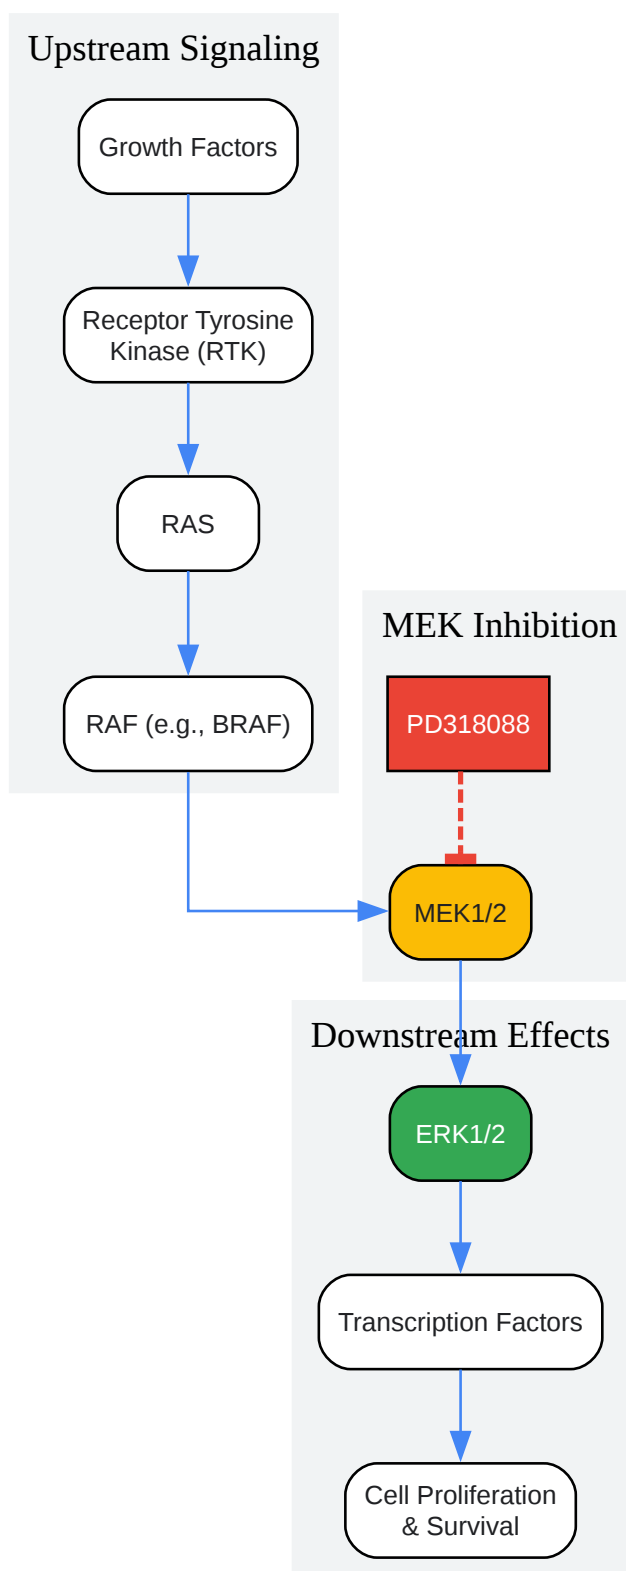 Upstream Signaling
Growth Factors
Receptor Tyrosine
Kinase (RTK)
RAS
RAF (e.g., BRAF)
MEK Inhibition
PD318088
MEK1/2
Downstream Effects
ERK1/2
Transcription Factors
Cell Proliferation
& Survival